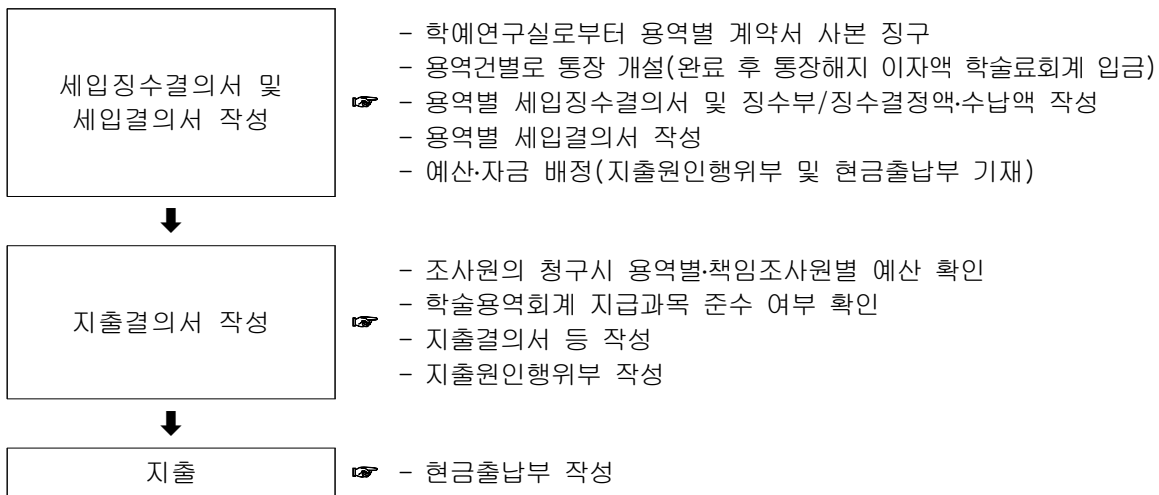 세입징수결의서 및
세입결의서 작성
☞
- 학예연구실로부터 용역별 계약서 사본 징구
- 용역건별로 통장 개설(완료 후 통장해지 이자액 학술료회계 입금)
- 용역별 세입징수결의서 및 징수부/징수결정액·수납액 작성
- 용역별 세입결의서 작성
- 예산·자금 배정(지출원인행위부 및 현금출납부 기재)
지출결의서 작성
☞
- 조사원의 청구시 용역별·책임조사원별 예산 확인
- 학술용역회계 지급과목 준수 여부 확인
- 지출결의서 등 작성
- 지출원인행위부 작성
지출
☞ - 현금출납부 작성